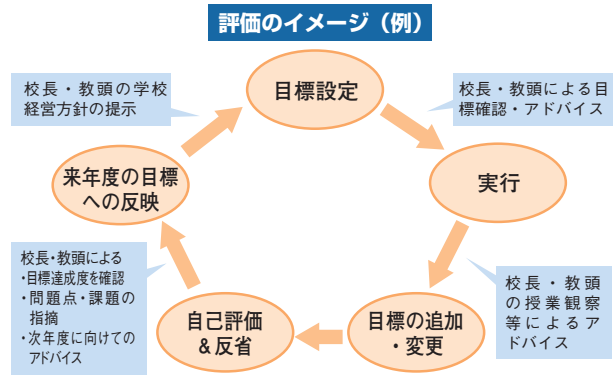 評価のイメージ（例）
目標設定
校長・教頭の学校
経営方針の提示
校長・教頭による目
標確認・アドバイス
来年度の目標
への反映
実行
校長・教頭による
・目標達成度を確認
・問題点・課題の
指摘
・次年度に向けての
アドバイス
自己評価
＆反省
目標の追加
・変更
校長・教頭
の授業観察
等によるア
ドバイス